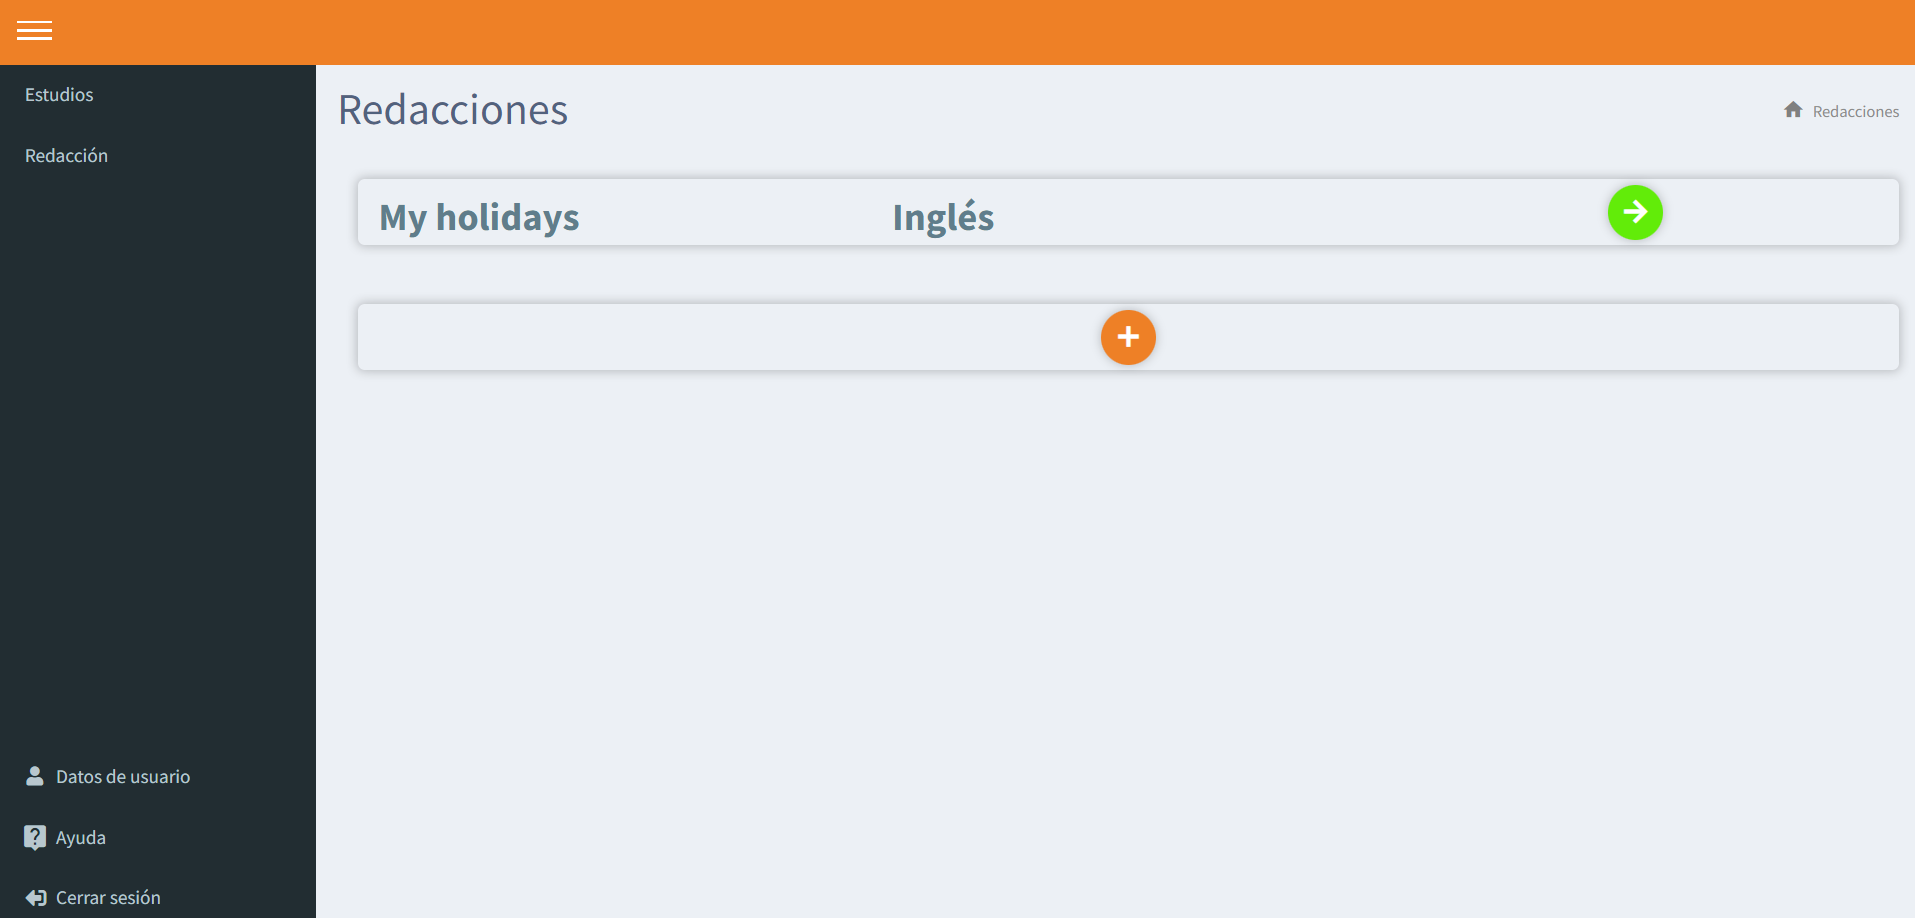 Estudios
Redacción
Redacciones
Redacciones
My holidays Inglés
Datos de usuario
Ayuda
Cerrar sesión